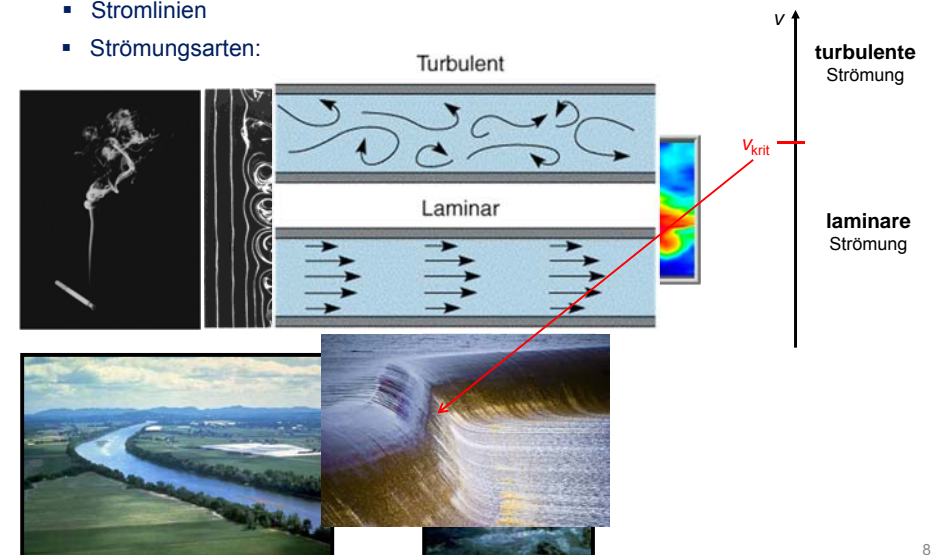 Stromlinien
Strömungsarten:
Turbulent
Laminar
v
turbulente
Strömung
vkrit
laminare
Strömung
8